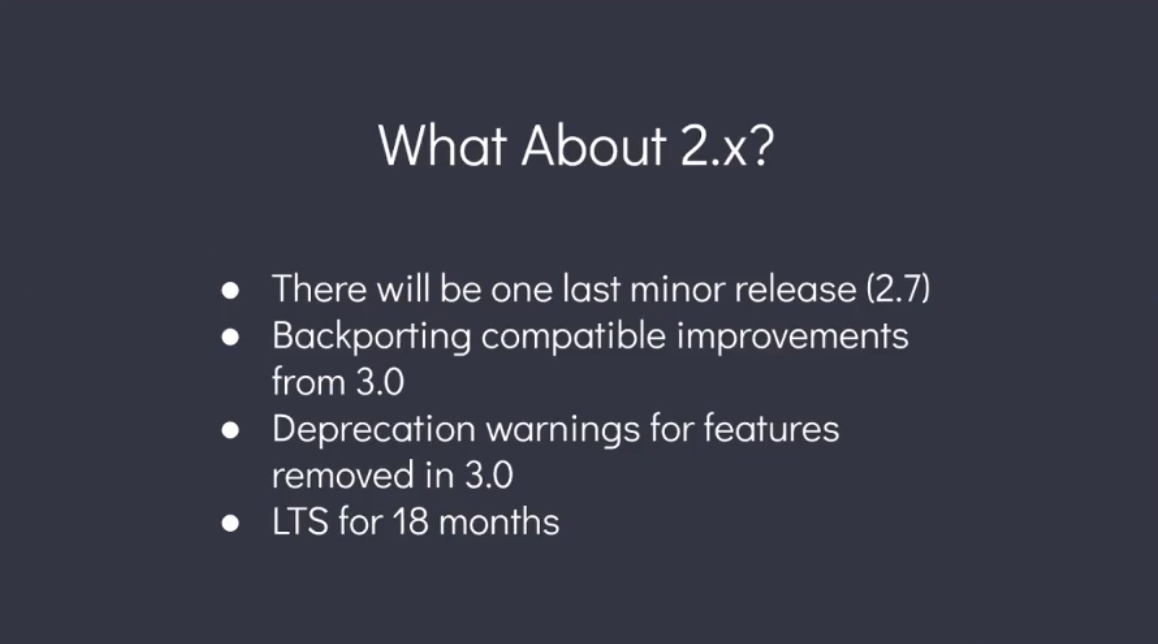 What About 2.x?
● There will be one last minor release (2.7)
● Backporting compatible improvements
from 3.0
● Deprecation warnings for features
removed in 3.0
● LTS for 18 months